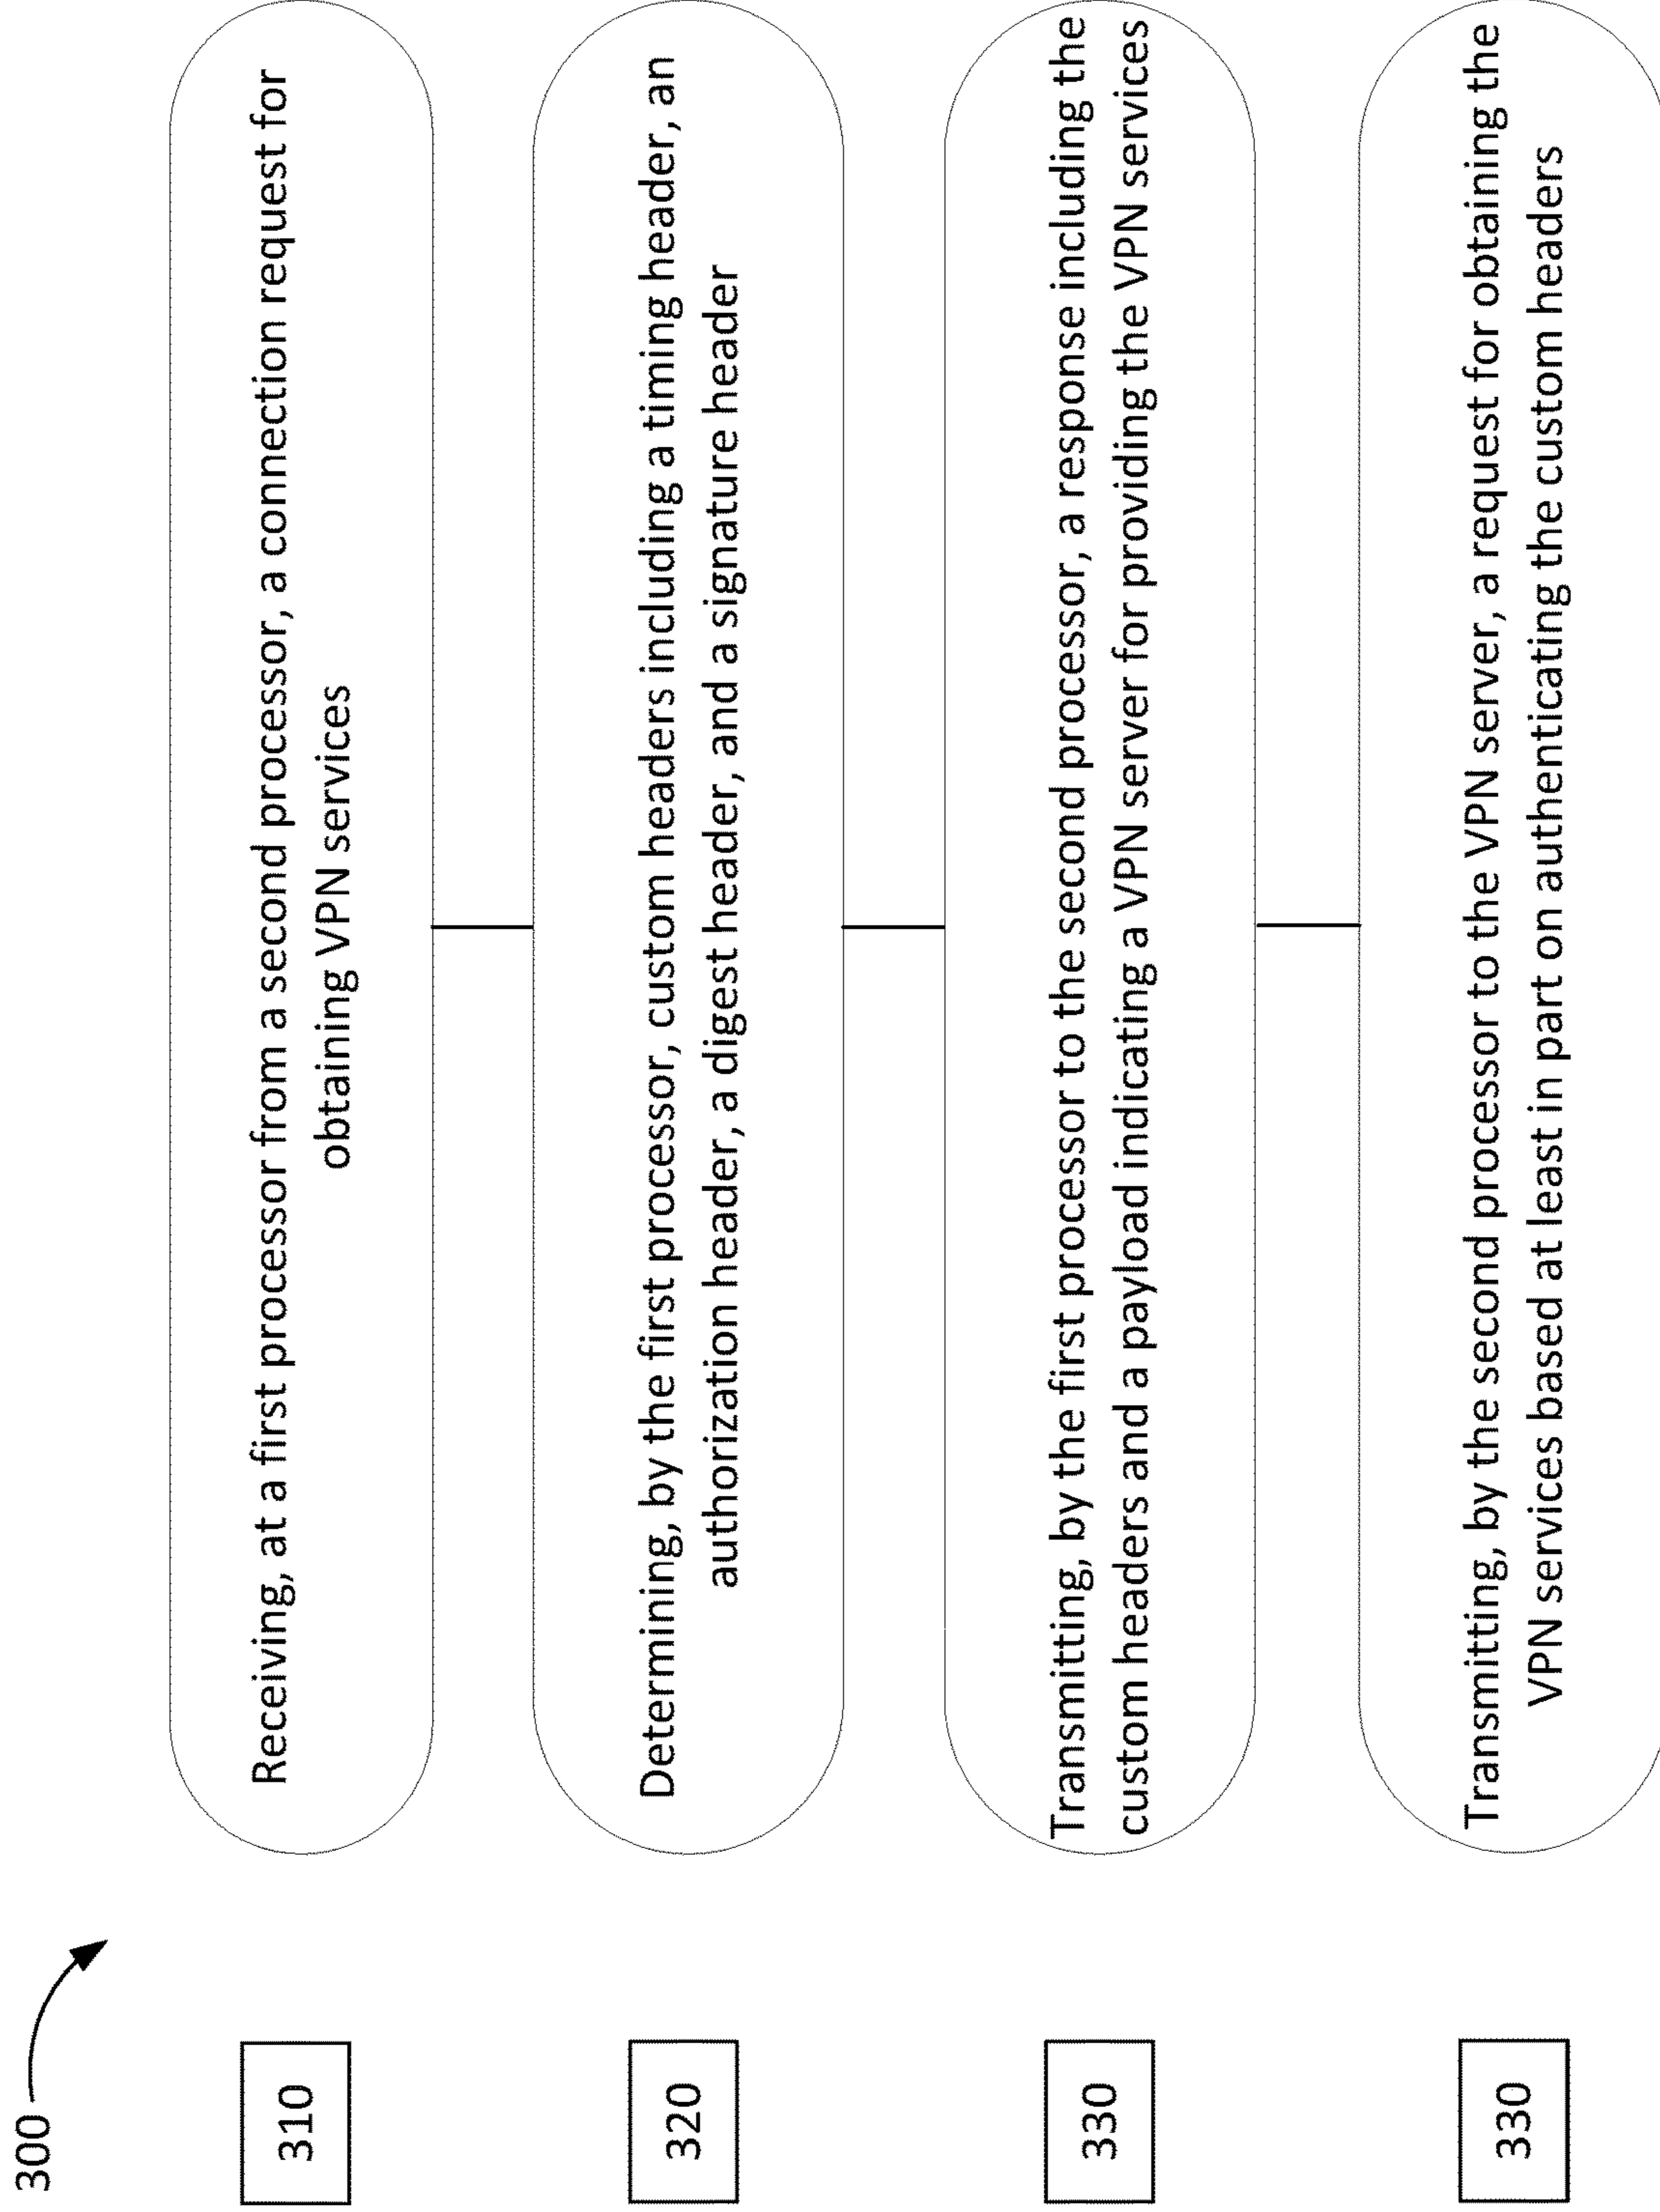 300
310
Receiving, at a first processor from a second processor, a connection request for
obtaining VPN services
320
Determining, by the first processor, custom headers including a timing header, an
authorization header, a digest header, and a signature header
330
Transmitting, by the first processor to the second processor, a response including the
custom headers and a payload indicating a VPN server for providing the VPN services
330
Transmitting, by the second processor to the VPN server, a request for obtaining the
VPN services based at least in part on authenticating the custom headers